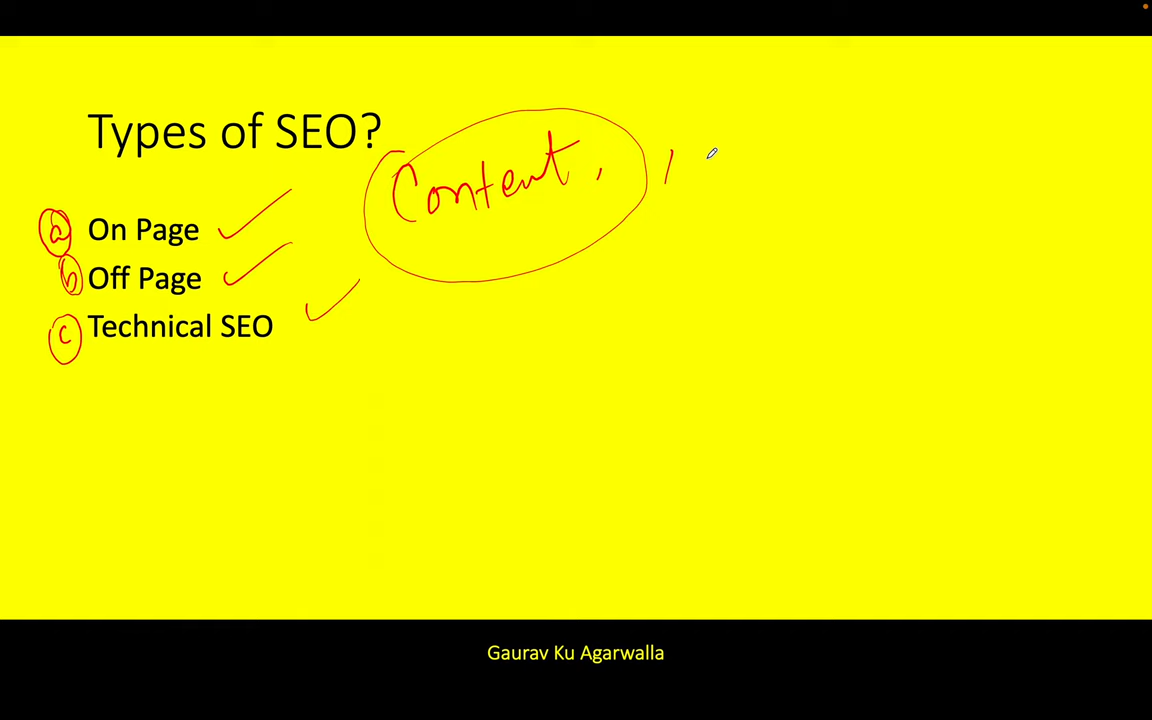 Types of SEO?
Content,
a On Page
b Off Page
c Technical SEO
Gaurav Ku Agarwalla